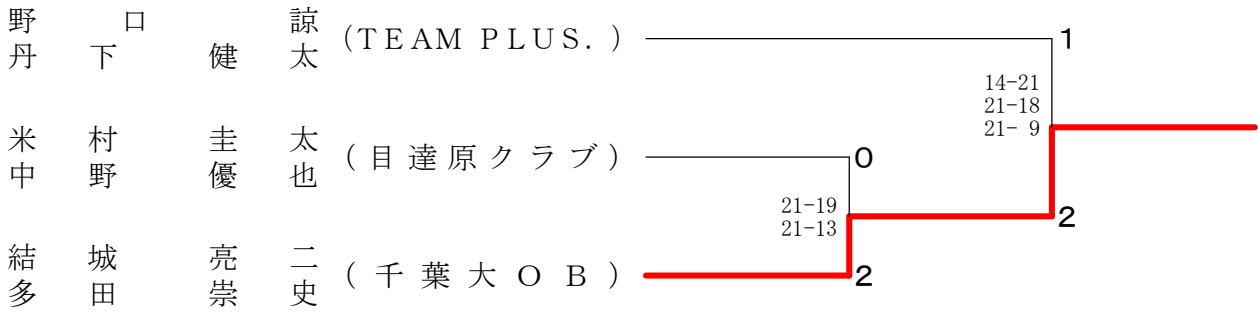 野口諒 (TEAM PLUS.) 1
丹下健太
14-21
21-18
21- 9
米村圭太 (目達原クラブ) 0
中野優也
21-19
21-13
2
結城亮二 (千葉大OB) 2
多田崇史